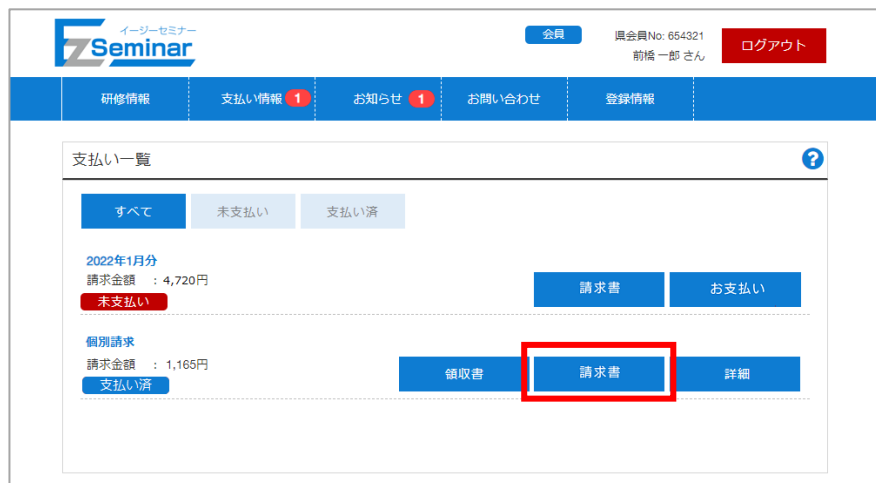 イージーセミナー
EzSeminar
会員
県会員No: 654321
前橋 一郎 さん
ログアウト
研修情報
支払い情報 1
お知らせ 1
お問い合わせ
登録情報
支払い一覧
?
すべて
未支払い
支払い済
2022年1月分
請求金額 : 4,720円
未支払い
請求書
お支払い
個別請求
請求金額 : 1,165円
支払い済
領収書
請求書
詳細